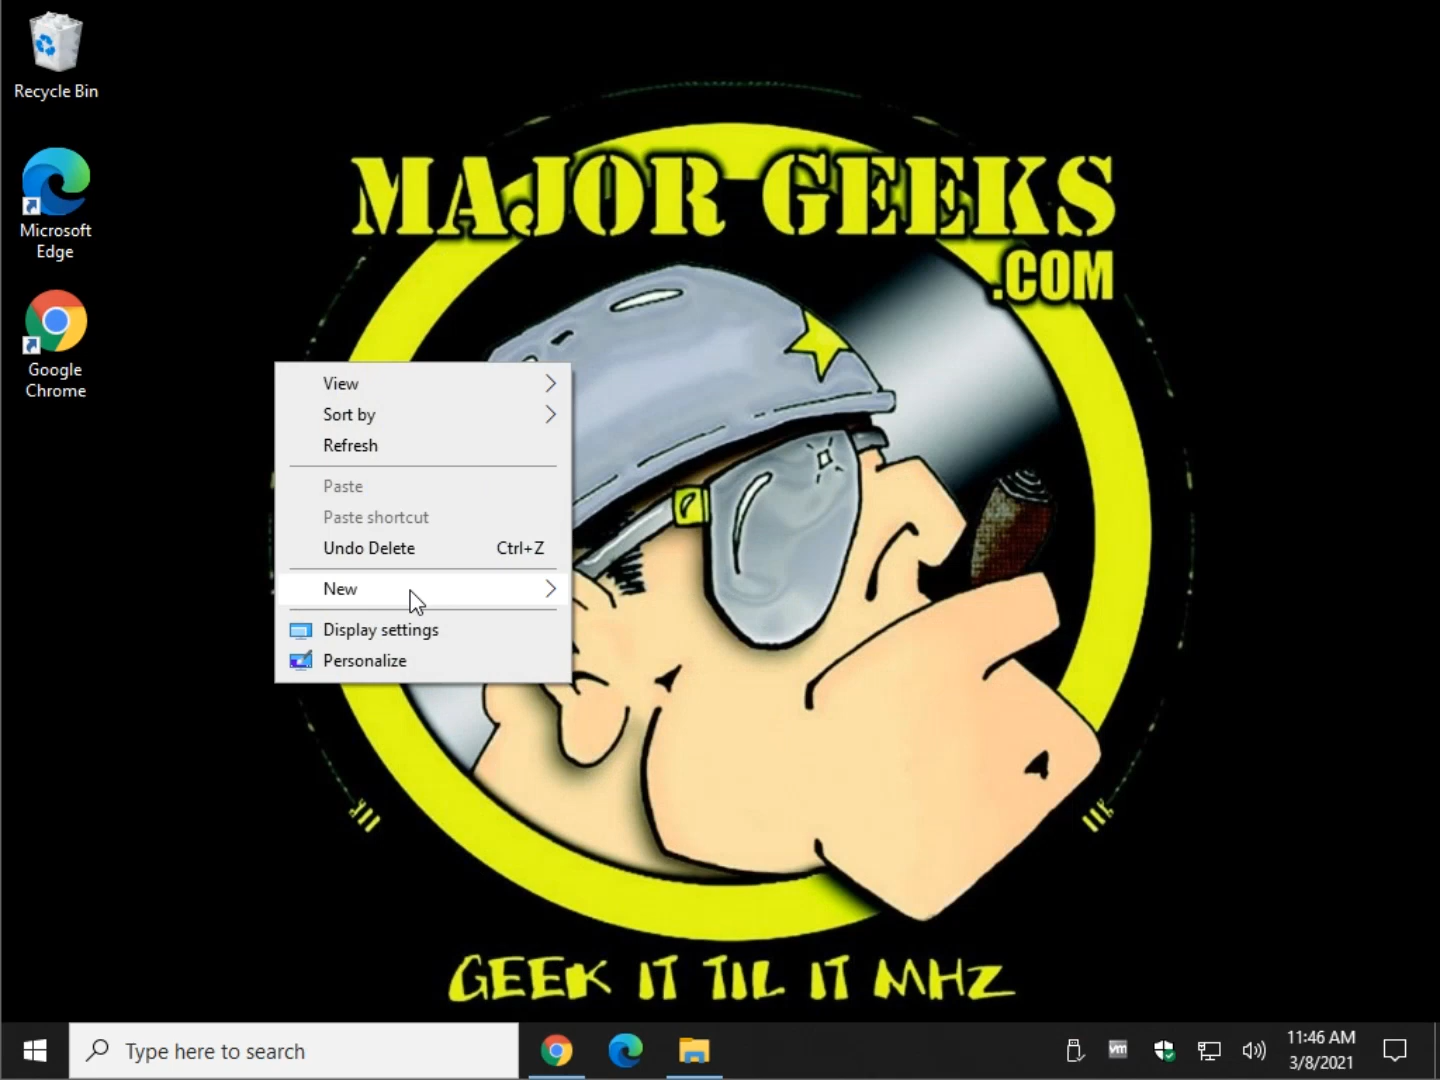 Recycle Bin
Microsoft
Edge
Google
Chrome
MAJOR GEEKS
.COM
View
Sort by
Refresh
Paste
Paste shortcut
Undo Delete Ctrl+Z
New
Display settings
Personalize
GEEK IT TIL IT MHZ
Type here to search
vm
11:46 AM
3/8/2021